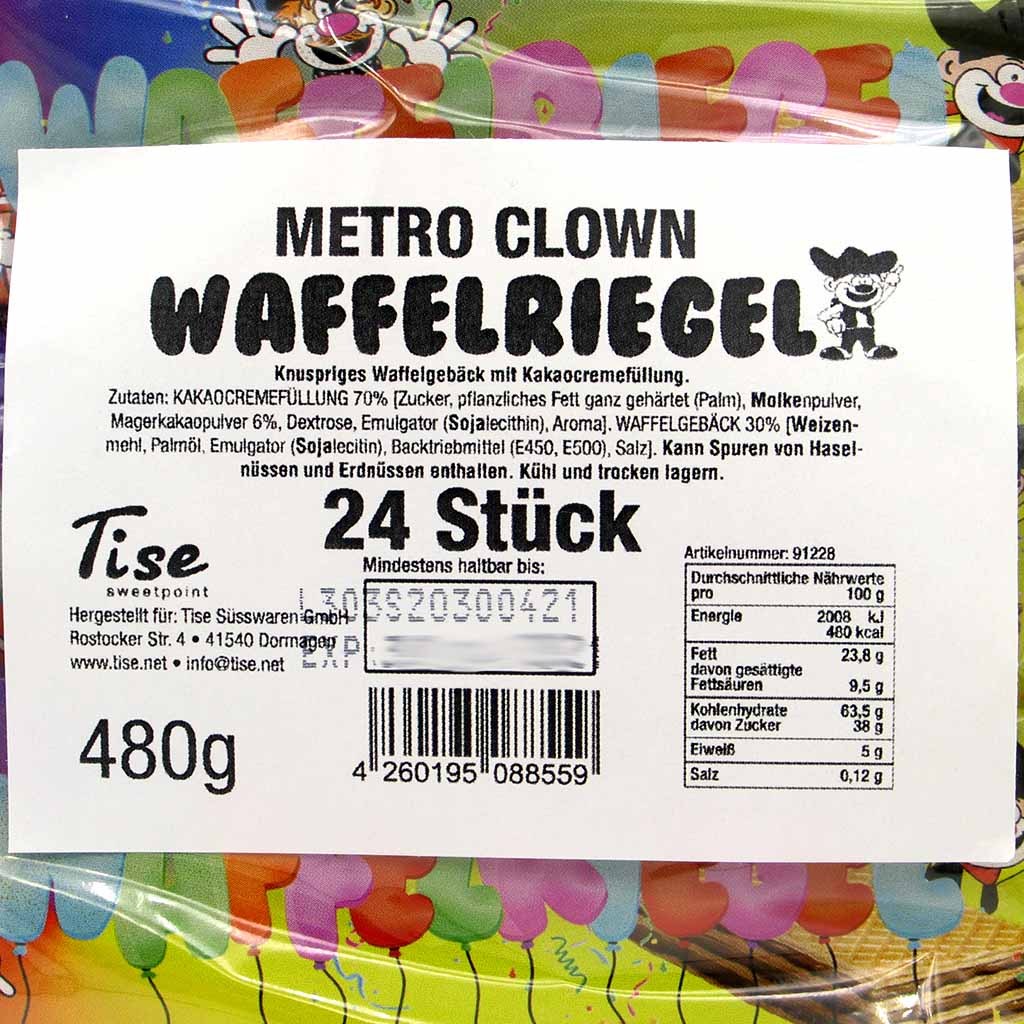 WAFFELRIEGEL
METRO CLOWN
WAFFELRIEGEL
Knuspriges Waffelgebäck mit Kakaocremefüllung.
Zutaten: KAKAOCREMEFÜLLUNG 70% [Zucker, pflanzliches Fett ganz gehärtet (Palm), Molkenpulver,
Magerkakaopulver 6%, Dextrose, Emulgator (Sojalecithin), Aroma]. WAFFELGEBÄCK 30% [Weizen-
mehl, Palmöl, Emulgator (Sojalecitin), Backtriebmittel (E450, E500), Salz]. Kann Spuren von Hasel-
nüssen und Erdnüssen enthalten. Kühl und trocken lagern.
24 Stück
Mindestens haltbar bis:
L303S20300421
EXP:
Tise
sweetpoint
Hergestellt für: Tise Süsswaren GmbH
Rostocker Str. 4 • 41540 Dormagen
www.tise.net • info@tise.net
480g
4 260195 088559
Artikelnummer: 91228
Durchschnittliche Nährwerte
pro 100 g
Energie 2008 kJ
480 kcal
Fett 23,8 g
davon gesättigte
Fettsäuren 9,5 g
Kohlenhydrate 63,5 g
davon Zucker 38 g
Eiweiß 5 g
Salz 0,12 g
WAFFELRIEGEL